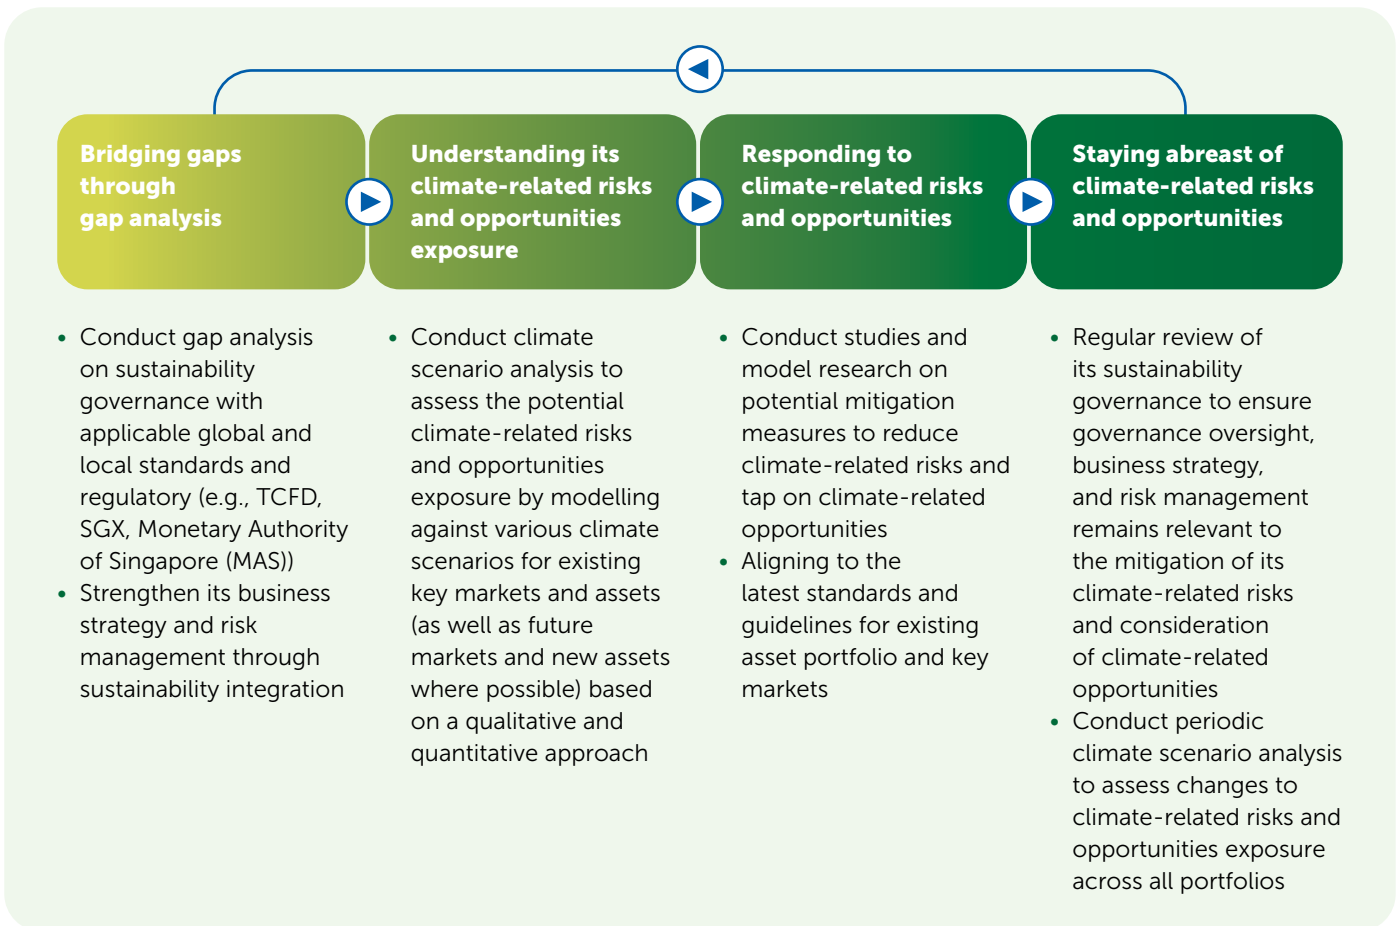 Bridging gaps
through
gap analysis
Understanding its
climate-related risks
and opportunities
exposure
Responding to
climate-related risks
and opportunities
Staying abreast of
climate-related risks
and opportunities
• Conduct gap analysis
on sustainability
governance with
applicable global and
local standards and
regulatory (e.g., TCFD,
SGX, Monetary Authority
of Singapore (MAS))
• Strengthen its business
strategy and risk
management through
sustainability integration
• Conduct climate
scenario analysis to
assess the potential
climate-related risks
and opportunities
exposure by modelling
against various climate
scenarios for existing
key markets and assets
(as well as future
markets and new assets
where possible) based
on a qualitative and
quantitative approach
• Conduct studies and
model research on
potential mitigation
measures to reduce
climate-related risks and
tap on climate-related
opportunities
• Aligning to the
latest standards and
guidelines for existing
asset portfolio and key
markets
• Regular review of
its sustainability
governance to ensure
governance oversight,
business strategy,
and risk management
remains relevant to
the mitigation of its
climate-related risks
and consideration
of climate-related
opportunities
• Conduct periodic
climate scenario analysis
to assess changes to
climate-related risks and
opportunities exposure
across all portfolios